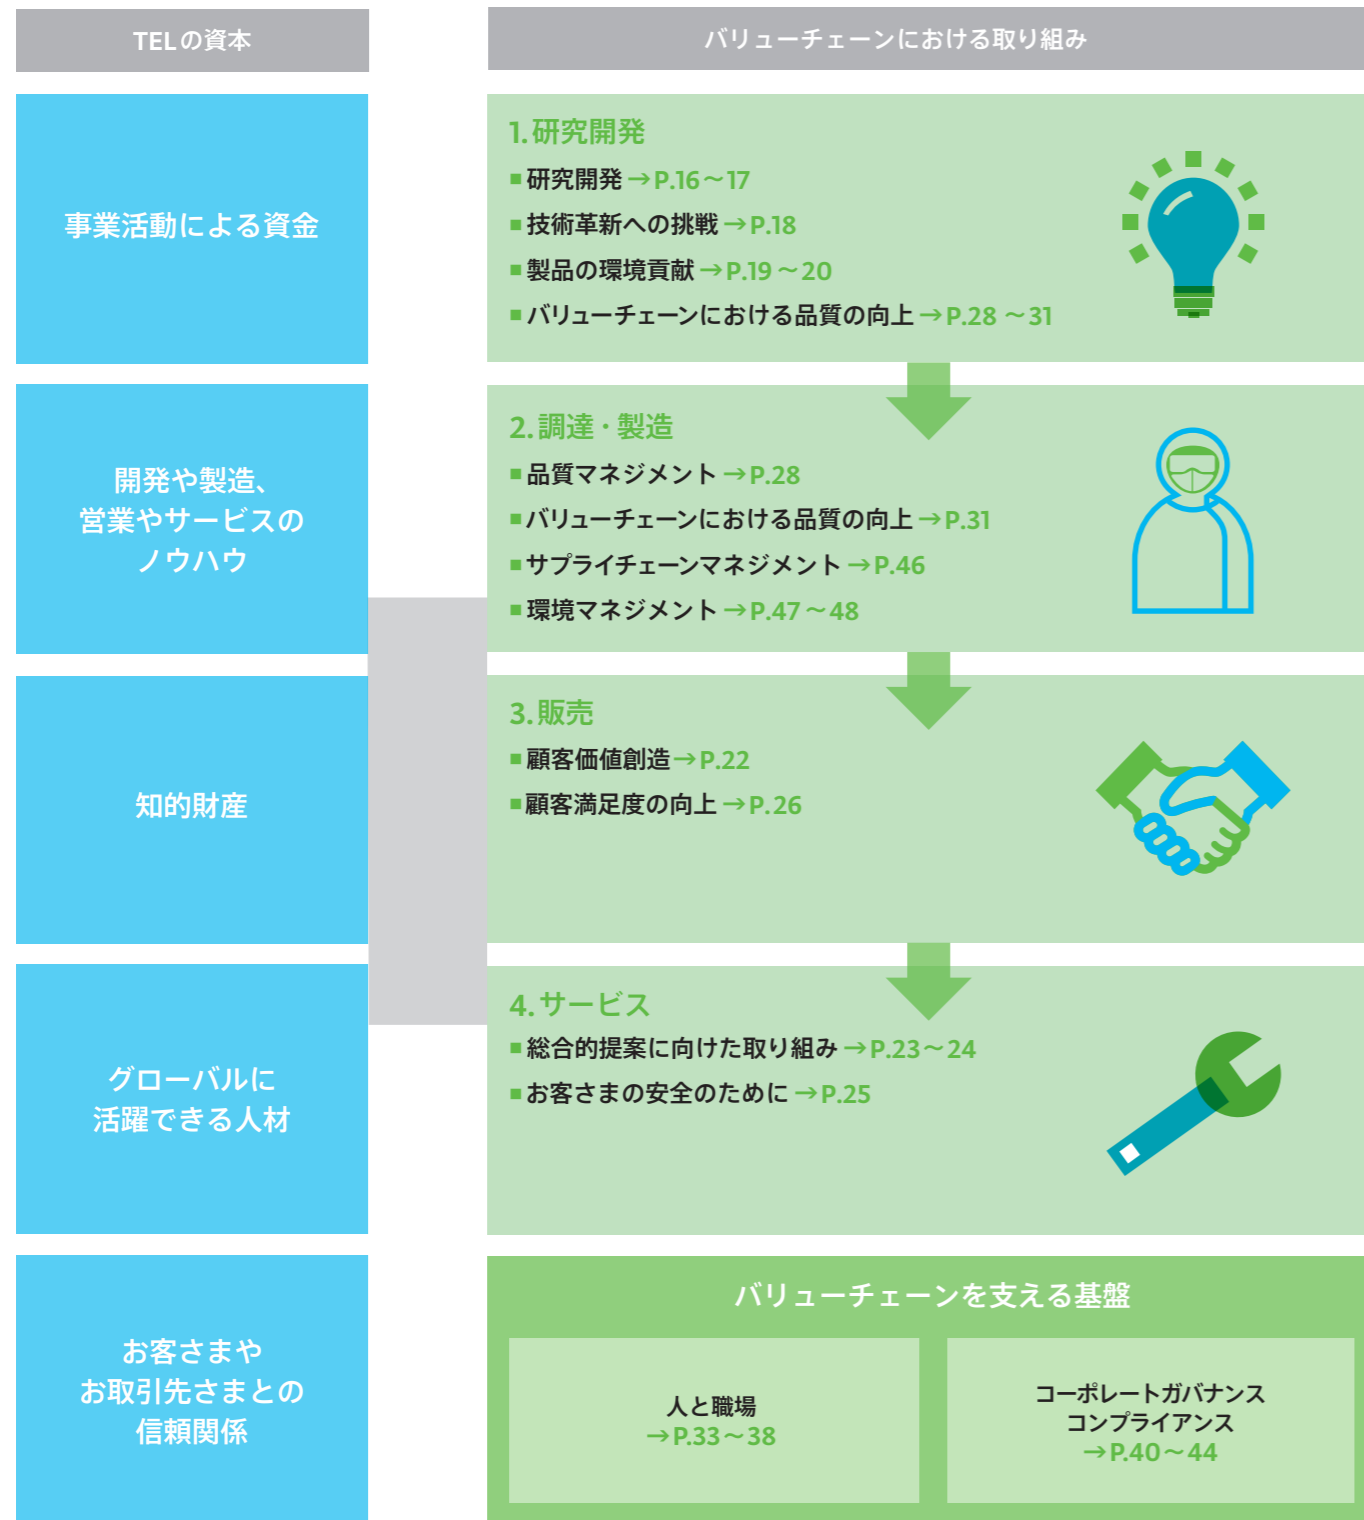 TELの資本
事業活動による資金
開発や製造、
営業やサービスの
ノウハウ
知的財産
グローバルに
活躍できる人材
お客さまや
お取引先さまとの
信頼関係
バリューチェーンにおける取り組み
1.研究開発
■研究開発→P.16～17
■技術革新への挑戦→P.18
■製品の環境貢献→P.19～20
■バリューチェーンにおける品質の向上→P.28～31
2.調達・製造
■品質マネジメント→P.28
■バリューチェーンにおける品質の向上→P.31
■サプライチェーンマネジメント→P.46
■環境マネジメント→P.47～48
3.販売
■顧客価値創造→P.22
■顧客満足度の向上→P.26
4.サービス
■総合的提案に向けた取り組み→P.23～24
■お客さまの安全のために→P.25
バリューチェーンを支える基盤
人と職場
→P.33～38
コーポレートガバナンス
コンプライアンス
→P.40～44